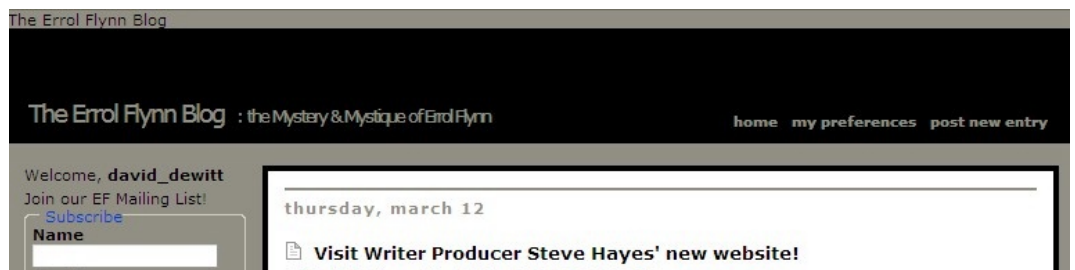 The Errol Flynn Blog
The Errol Flynn Blog : the Mystery & Mystique of Errol Flynn
home my preferences post new entry
Welcome, david_dewitt
Join our EF Mailing List!
Subscribe
Name
thursday, march 12
Visit Writer Producer Steve Hayes' new website!